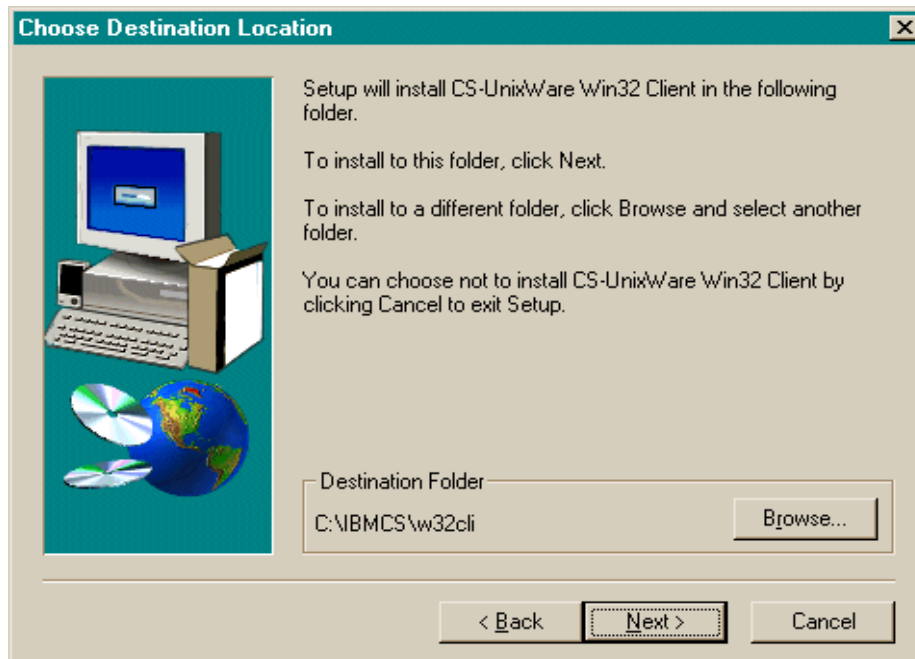 Choose Destination Location
Setup will install CS-UnixWare Win32 Client in the following
folder.
To install to this folder, click Next.
To install to a different folder, click Browse and select another
folder.
You can choose not to install CS-UnixWare Win32 Client by
clicking Cancel to exit Setup.
Destination Folder
C:\IBMCS\w32cli
Browse...
< Back
Next >
Cancel